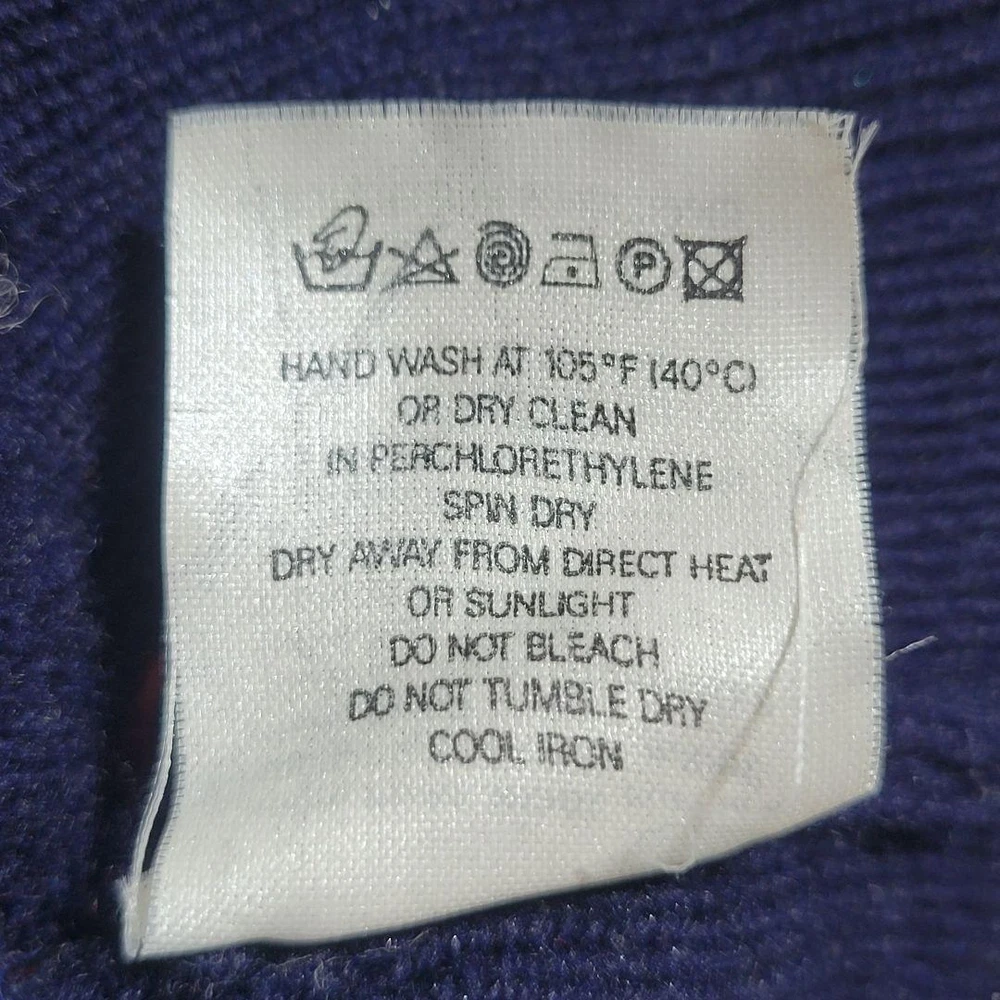 P
HAND WASH AT 105°F (40°C)
OR DRY CLEAN
IN PERCHLORETHYLENE
SPIN DRY
DRY AWAY FROM DIRECT HEAT
OR SUNLIGHT
DO NOT BLEACH
DO NOT TUMBLE DRY
COOL IRON